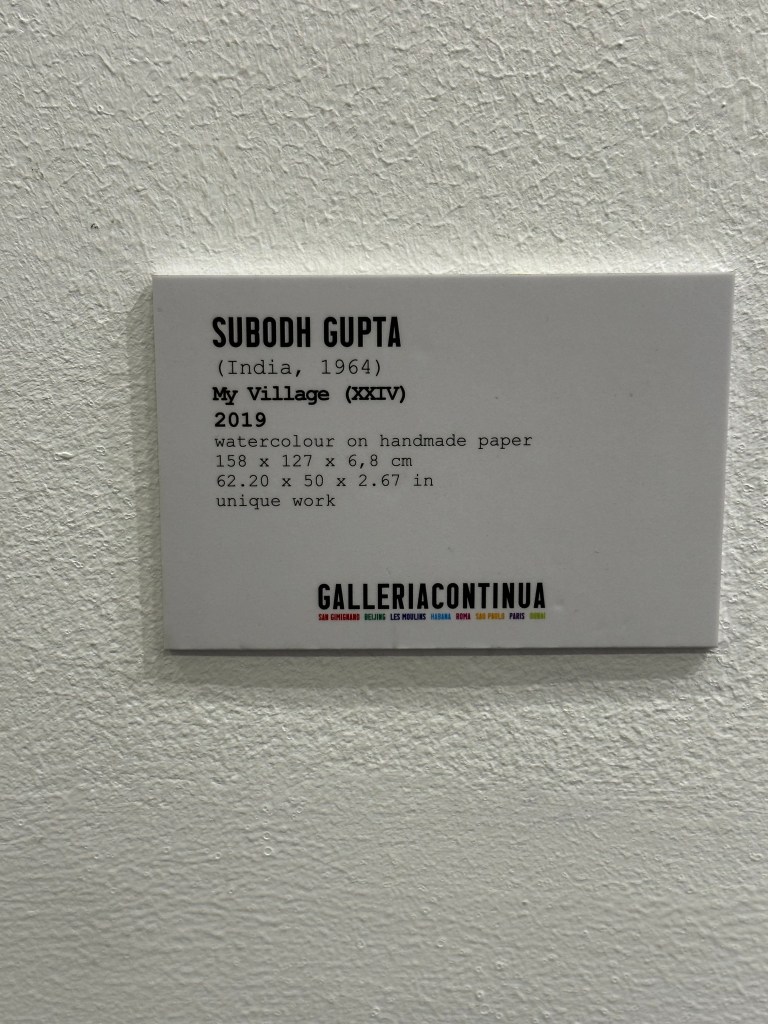 SUBODH GUPTA
(India, 1964)
My Village (XXIV)
2019
watercolour on handmade paper
158 x 127 x 6,8 cm
62.20 x 50 x 2.67 in
unique work
GALLERIACONTINUA
SAN GIMIGNANO BEIJING LES MOULINS HABANA ROMA SAO PAULO PARIS DUBAI